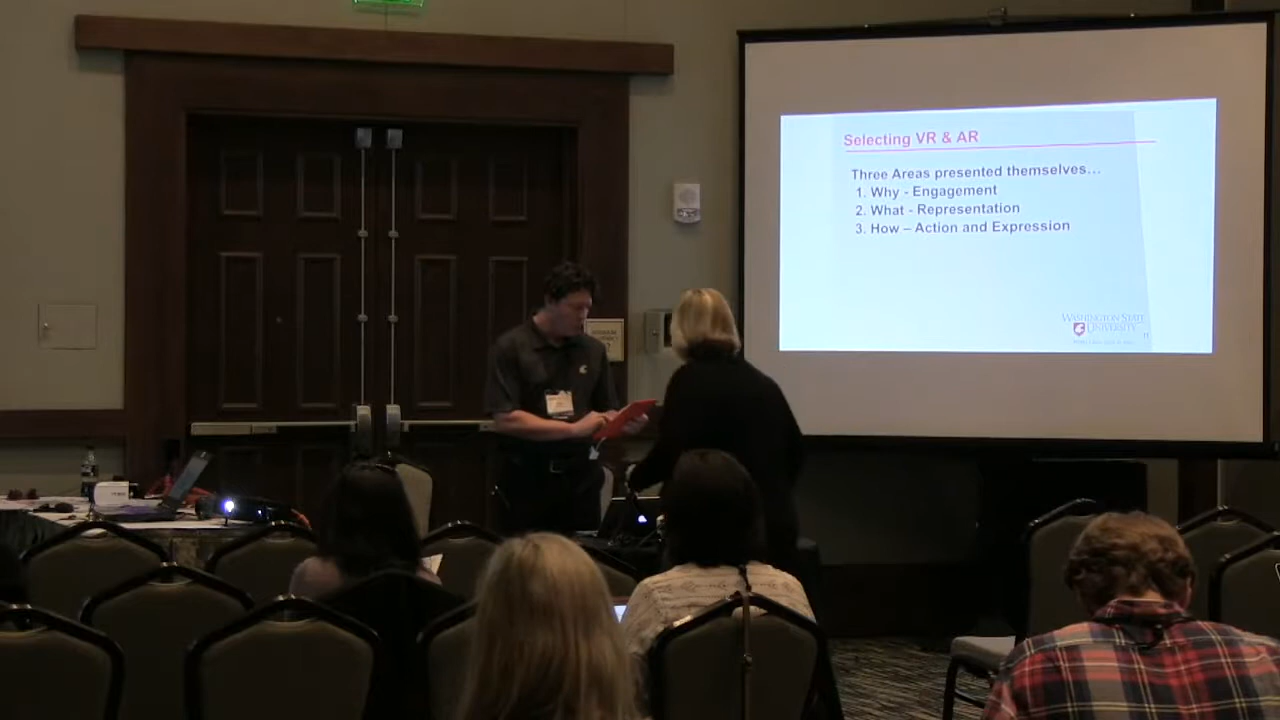 Selecting VR & AR
Three Areas presented themselves…
1. Why - Engagement
2. What - Representation
3. How – Action and Expression
WASHINGTON STATE
UNIVERSITY
11